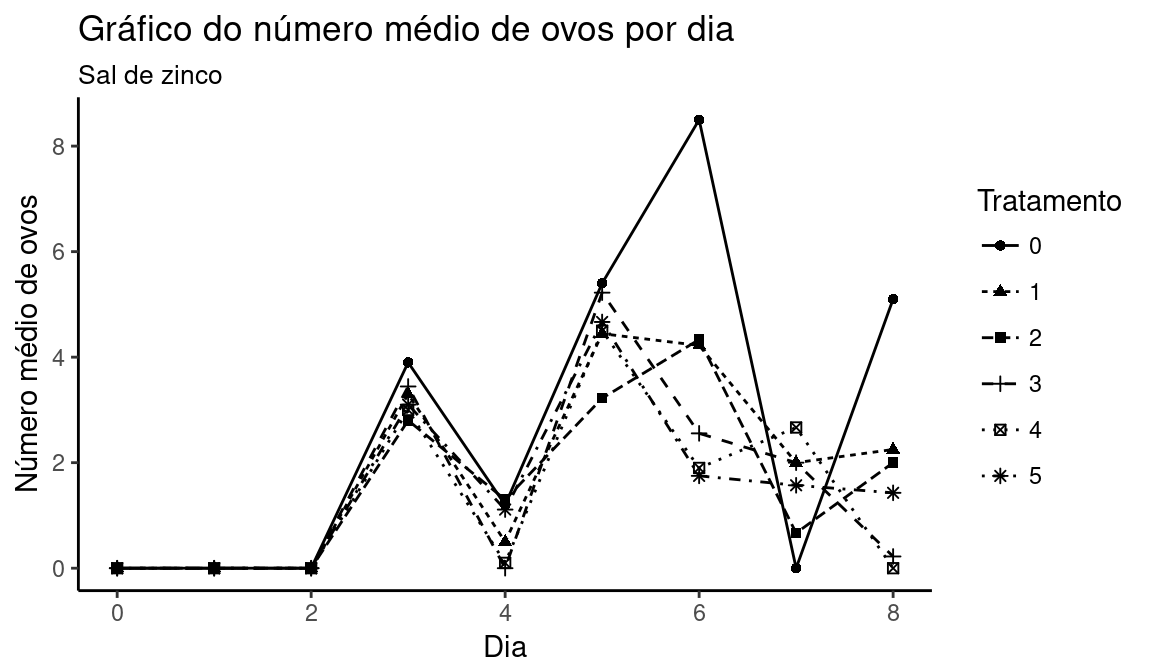 Gráfico do número médio de ovos por dia
Sal de zinco
Número médio de ovos
8
6
4
2
0
0 2 4 6 8
Dia
Tratamento
0
1
2
3
4
5